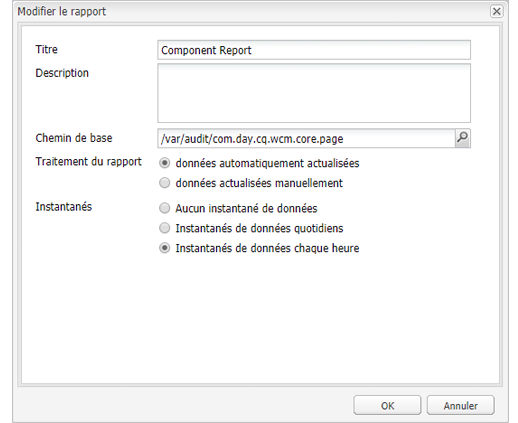 Modifier le rapport
Titre
Component Report
Description
Chemin de base
/var/audit/com.day.cq.wcm.core.page
Traitement du rapport
données automatiquement actualisées
données actualisées manuellement
Instantanés
Aucun instantané de données
Instantanés de données quotidiens
Instantanés de données chaque heure
OK
Annuler